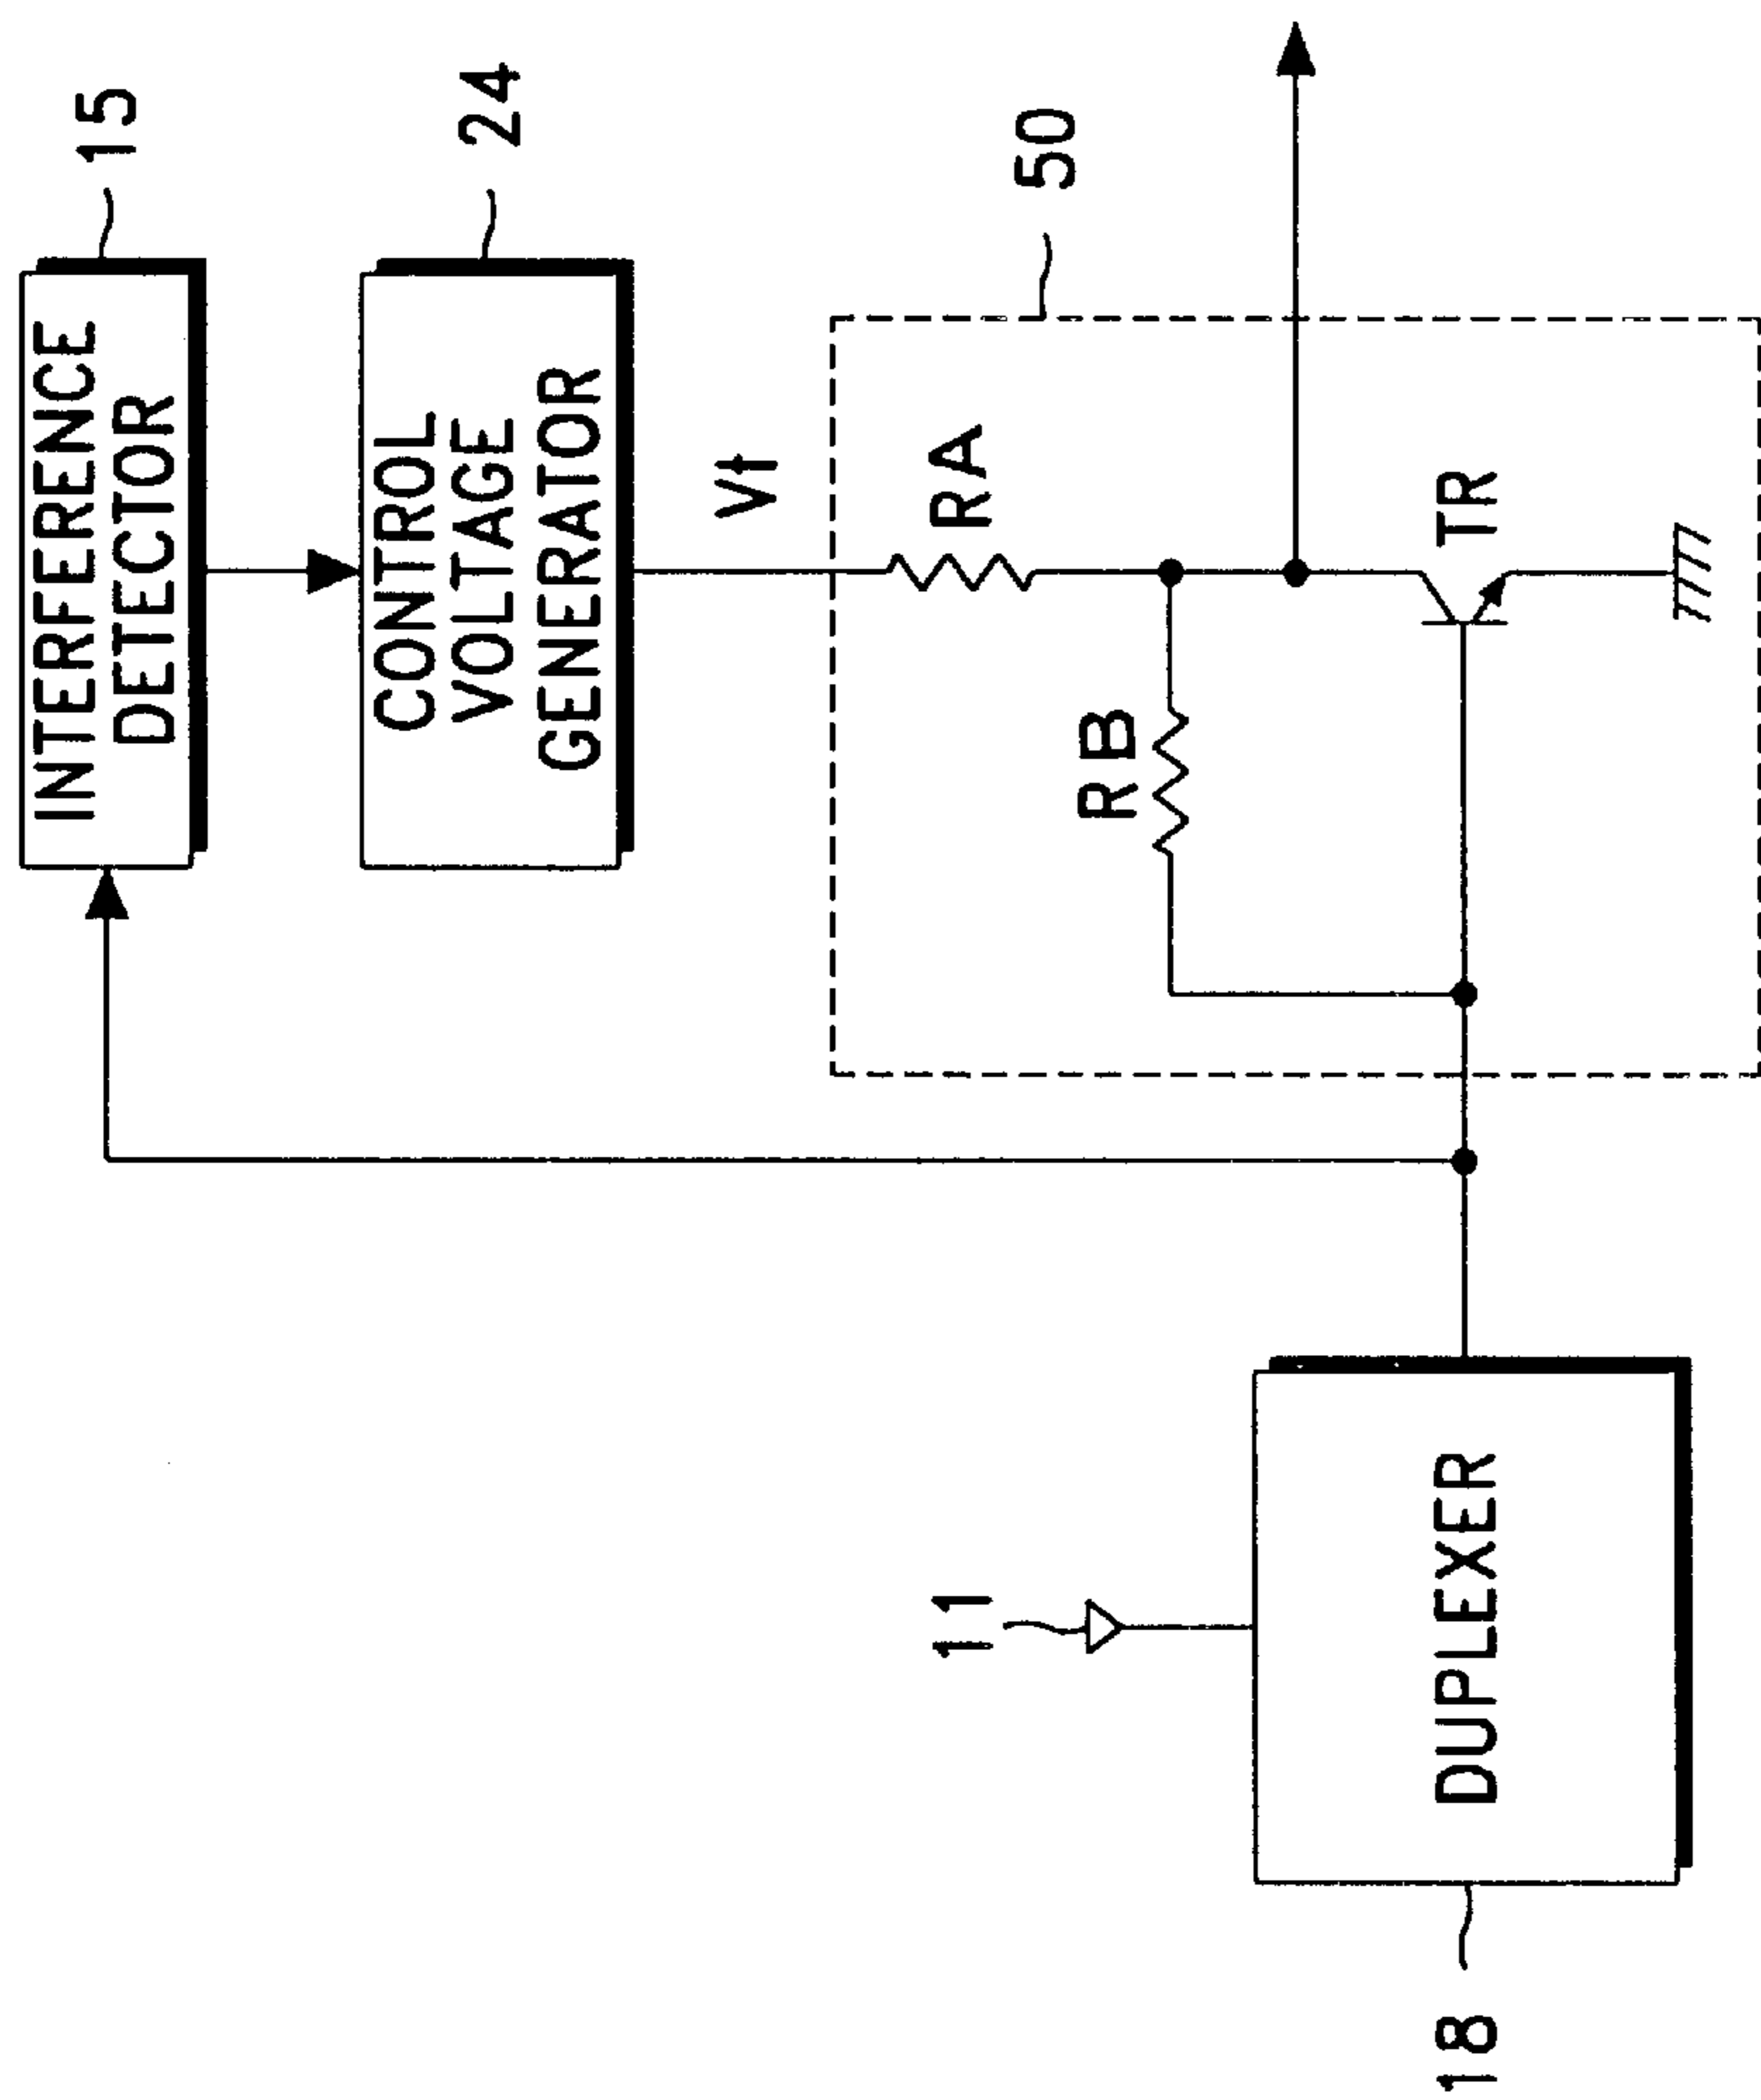 INTERFERENCE
DETECTOR
15
CONTROL
VOLTAGE
GENERATOR
24
Vt
50
RA
RB
TR
11
DUPLEXER
18